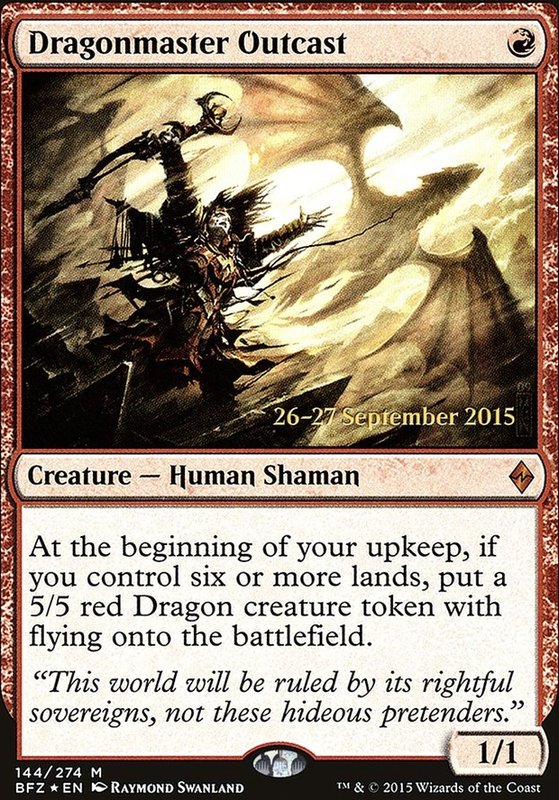 Dragonmaster Outcast
26–27 September 2015
Creature — Human Shaman
At the beginning of your upkeep, if
you control six or more lands, put a
5/5 red Dragon creature token with
flying onto the battlefield.
“This world will be ruled by its rightful
sovereigns, not these hideous pretenders.”
1/1
144/274 M
BFZ ★ EN RAYMOND SWANLAND
™ & © 2015 Wizards of the Coast